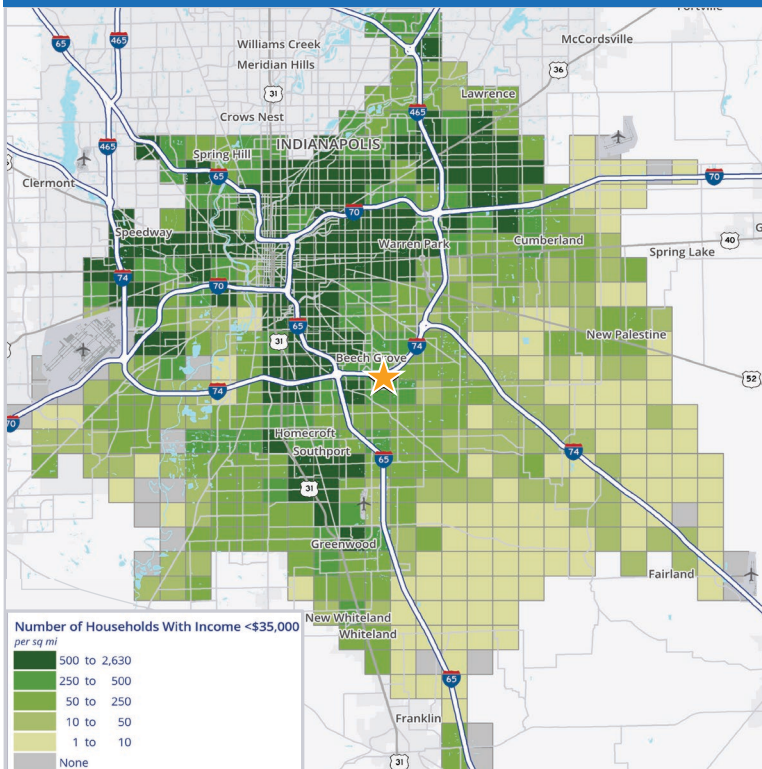 Fortville
65
465
Williams Creek
McCordsville
Meridian Hills
36
31
Lawrence
465
Crows Nest
INDIANAPOLIS
465
Spring Hill
65
70
Clermont
70
Speedway
Warren Park
Cumberland
40
Spring Lake
74
70
65
31
New Palestine
Beech Grove
74
52
74
70
Homecroft
Southport
65
74
31
Greenwood
Fairland
New Whiteland
Whiteland
65
Franklin
31
Number of Households With Income <$35,000
per sq mi
500 to 2,630
250 to 500
50 to 250
10 to 50
1 to 10
None